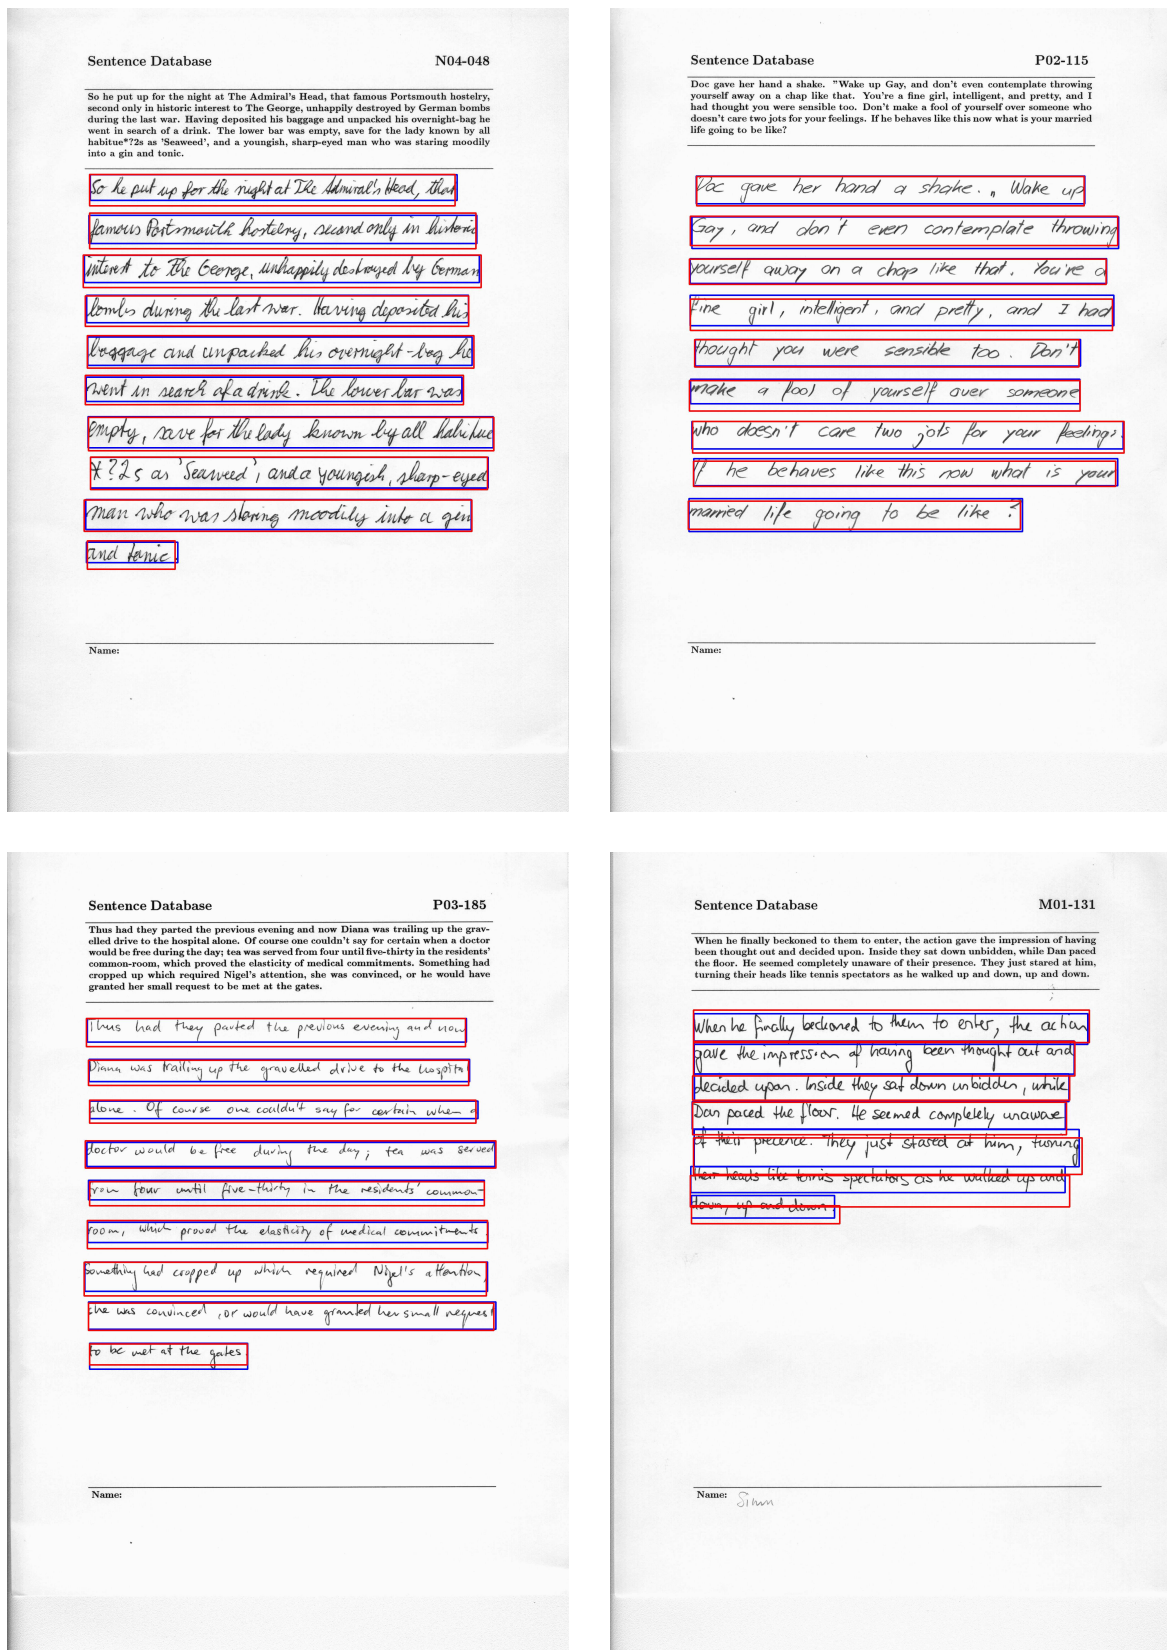 Sentence Database N04-048
So he put up for the night at The Admiral's Head, that famous Portsmouth hostelry,
second only in historic interest to The George, unhappily destroyed by German bombs
during the last war. Having deposited his baggage and unpacked his overnight-bag he
went in search of a drink. The lower bar was empty, save for the lady known by all
habitue*?2s as 'Seaweed', and a youngish, sharp-eyed man who was staring moodily
into a gin and tonic.
So he put up for the night at The Admiral's Head, that
famous Portsmouth hostelry, second only in historic
interest to The George, unhappily destroyed by German
bombs during the last war. Having deposited his
baggage and unpacked his overnight-bag he
went in search of a drink. The lower bar was
empty, save for the lady known by all habitue
*?2s as 'Seaweed', and a youngish, sharp-eyed
man who was staring moodily into a gin
and tonic.
Name:
Sentence Database P02-115
Doc gave her hand a shake. "Wake up Gay, and don't even contemplate throwing
yourself away on a chap like that. You're a fine girl, intelligent, and pretty, and I
had thought you were sensible too. Don't make a fool of yourself over someone who
doesn't care two jots for your feelings. If he behaves like this now what is your married
life going to be like?
Doc gave her hand a shake. „ Wake up
Gay, and don't even contemplate throwing
yourself away on a chap like that. You're a
fine girl, intelligent, and pretty, and I had
thought you were sensible too. Don't
make a fool of yourself over someone
who doesn't care two jots for your feelings.
If he behaves like this now what is your
married life going to be like ?
Name:
Sentence Database P03-185
Thus had they parted the previous evening and now Diana was trailing up the grav-
elled drive to the hospital alone. Of course one couldn't say for certain when a doctor
would be free during the day; tea was served from four until five-thirty in the residents'
common-room, which proved the elasticity of medical commitments. Something had
cropped up which required Nigel's attention, she was convinced, or he would have
granted her small request to be met at the gates.
Thus had they parted the previous evening and now
Diana was trailing up the gravelled drive to the hospital
alone. Of course one couldn't say for certain when a
doctor would be free during the day; tea was served
from four until five-thirty in the residents' common-
room, which proved the elasticity of medical commitments.
Something had cropped up which required Nigel's attention,
she was convinced, or would have granted her small request
to be met at the gates.
Name:
Sentence Database M01-131
When he finally beckoned to them to enter, the action gave the impression of having
been thought out and decided upon. Inside they sat down unbidden, while Dan paced
the floor. He seemed completely unaware of their presence. They just stared at him,
turning their heads like tennis spectators as he walked up and down, up and down.
When he finally beckoned to them to enter, the action
gave the impression of having been thought out and
decided upon. Inside they sat down unbidden, while
Dan paced the floor. He seemed completely unaware
of their precence. They just stared at him, turning
their heads like tennis spectators as he walked up and
down, up and down.
Name: